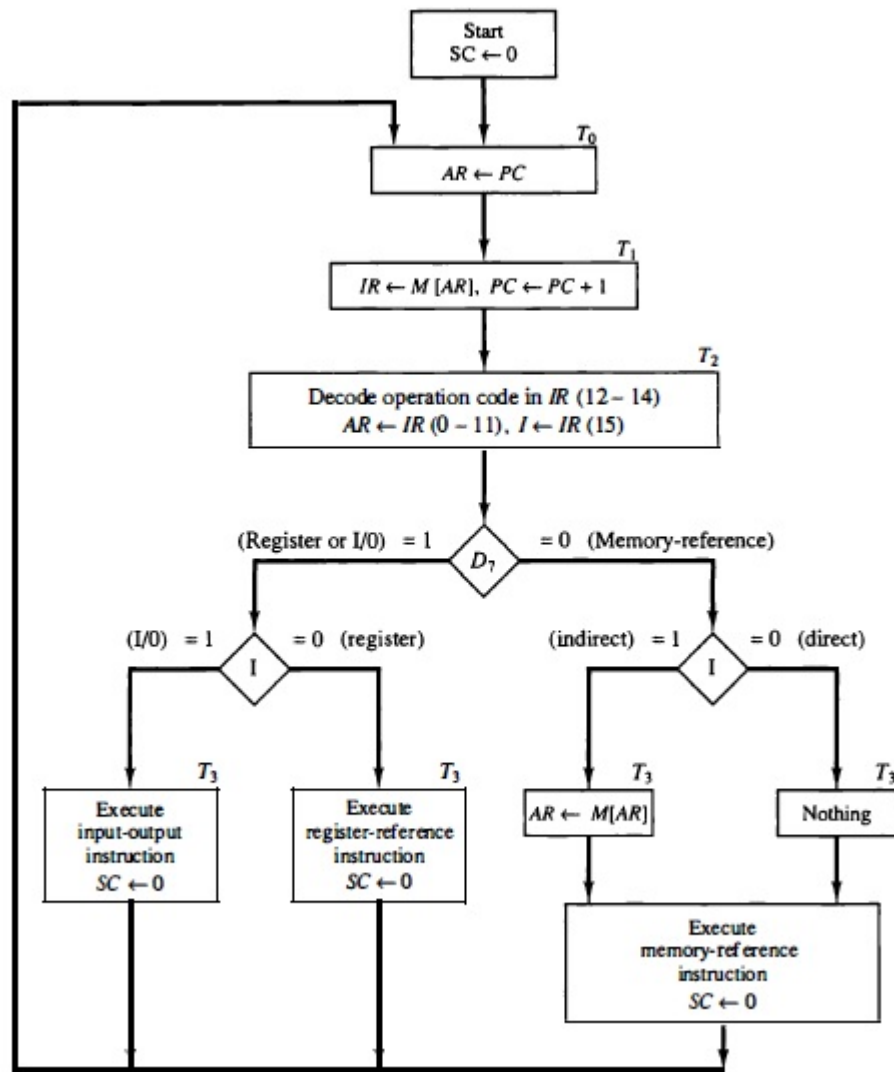 Start
SC ← 0
T₀
AR ← PC
T₁
IR ← M [AR], PC ← PC + 1
T₂
Decode operation code in IR (12 – 14)
AR ← IR (0 – 11), I ← IR (15)
(Register or I/0) = 1
D₇
= 0 (Memory-reference)
(I/0) = 1
I
= 0 (register)
(indirect) = 1
I
= 0 (direct)
T₃
Execute
input-output
instruction
SC ← 0
T₃
Execute
register-reference
instruction
SC ← 0
T₃
AR ← M[AR]
T₃
Nothing
Execute
memory-reference
instruction
SC ← 0